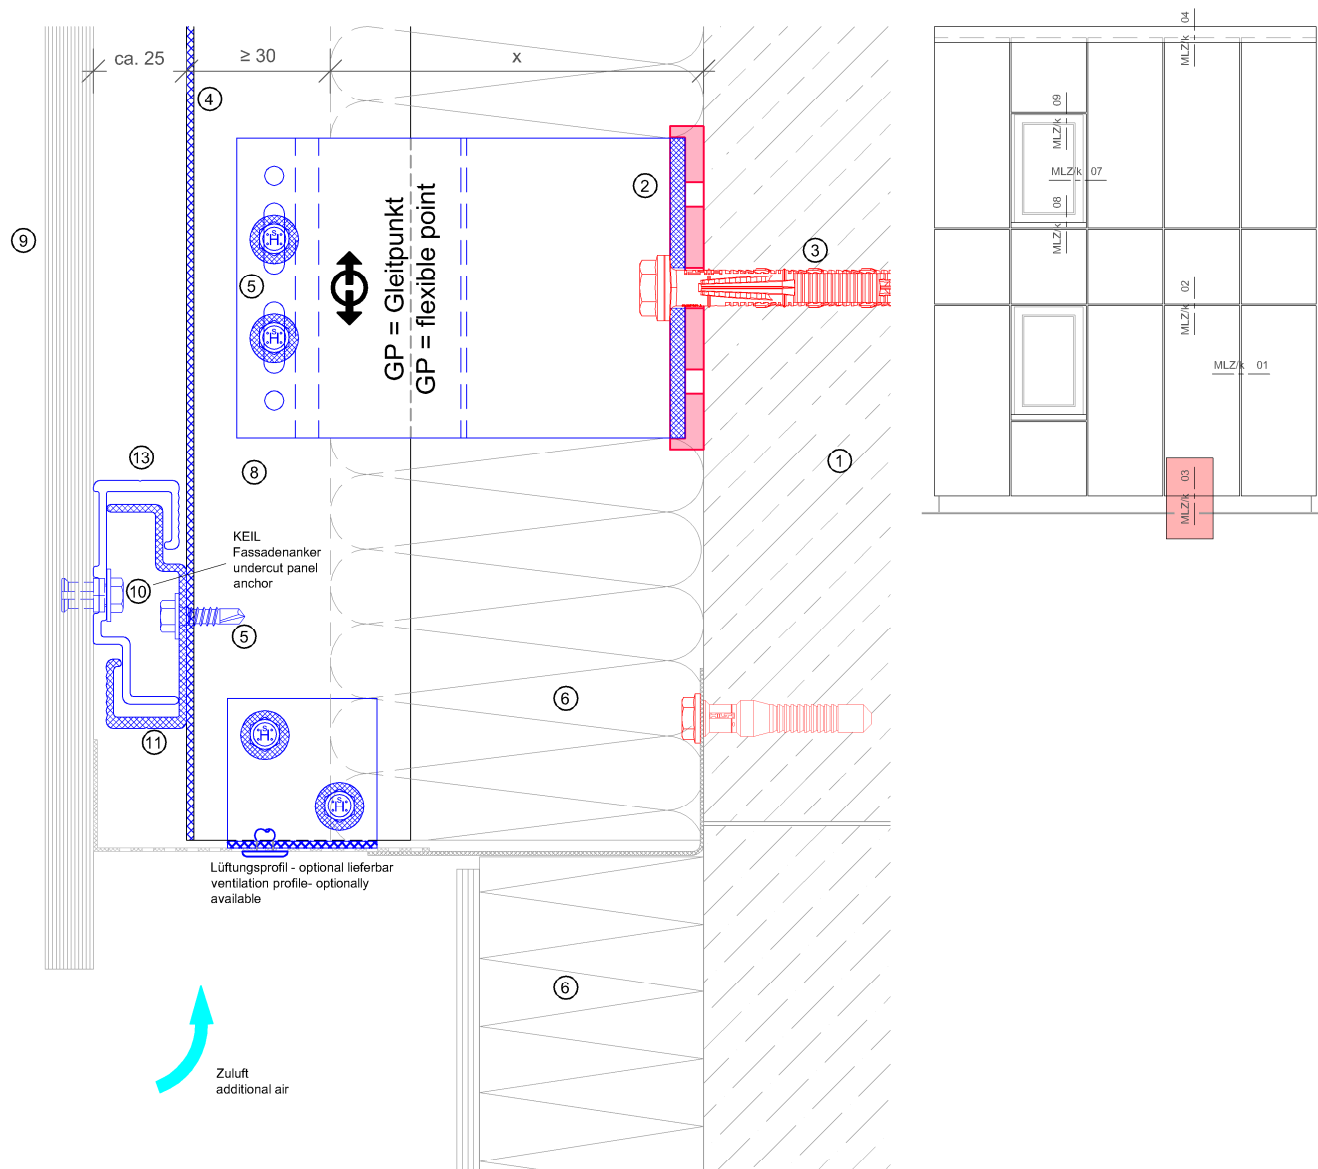 ca. 25
≥ 30
x
4
2
9
3
5
GP = Gleitpunkt
GP = flexible point
1
13
8
KEIL
Fassadenanker
undercut panel
anchor
10
5
6
11
Lüftungsprofil - optional lieferbar
ventilation profile- optionally
available
6
Zuluft
additional air
MLZ/k 04
MLZ/k 09
MLZ/k 07
MLZ/k 08
MLZ/k 02
MLZ/k 01
MLZ/k 03